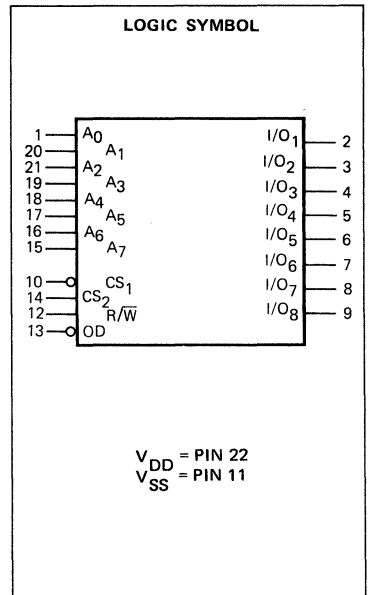 LOGIC SYMBOL
1 A0 I/O1 2
20 A1
21 A2 I/O2 3
19 A3 I/O3 4
18 A4 I/O4 5
17 A5
16 A6 I/O5 6
15 A7 I/O6 7
10 CS1 I/O7 8
14 CS2
12 R/W̅ I/O8 9
13 OD
VDD = PIN 22
VSS = PIN 11